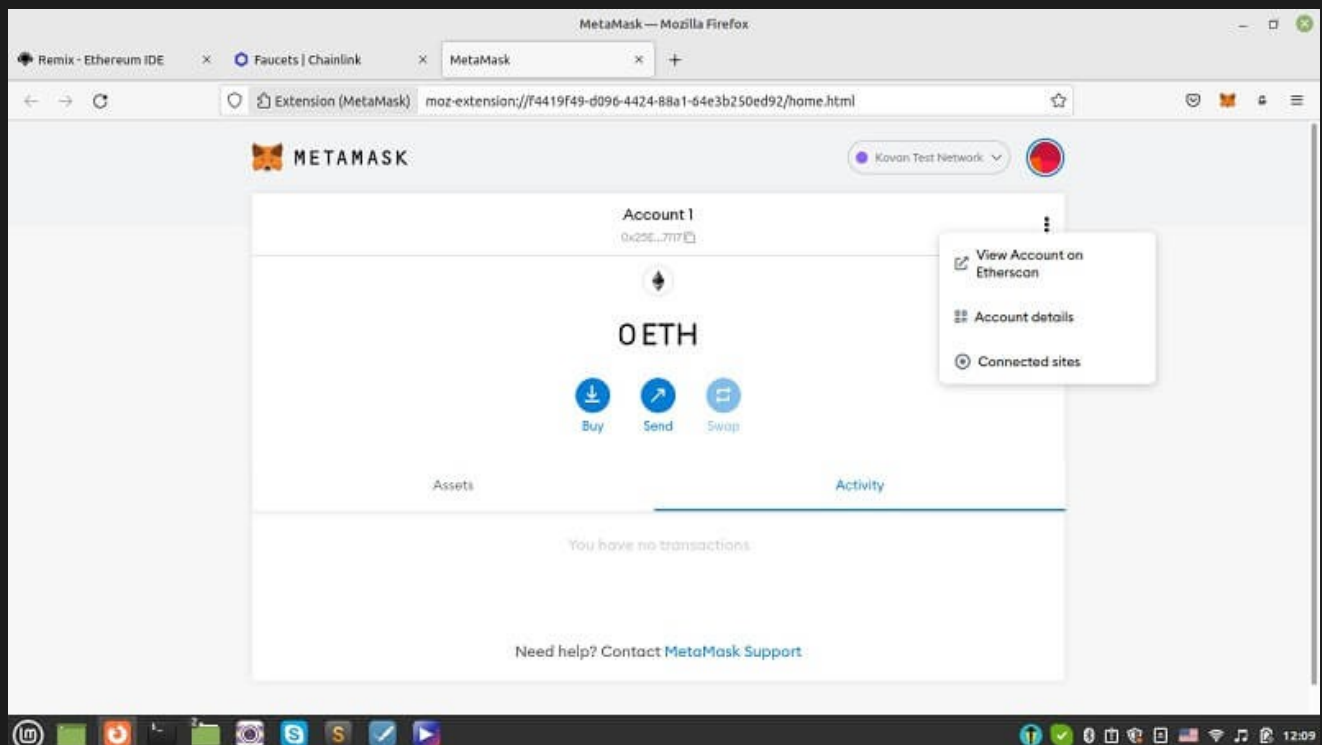 MetaMask — Mozilla Firefox
Remix - Ethereum IDE
Faucets | Chainlink
MetaMask
Extension (MetaMask)
moz-extension://f4419f49-d096-4424-88a1-64e3b250ed92/home.html
METAMASK
Kovan Test Network
Account 1
View Account on
Etherscan
0 ETH
Account details
Connected sites
Buy
Send
Swap
Assets
Activity
You have no transactions
Need help? Contact MetaMask Support
12:09